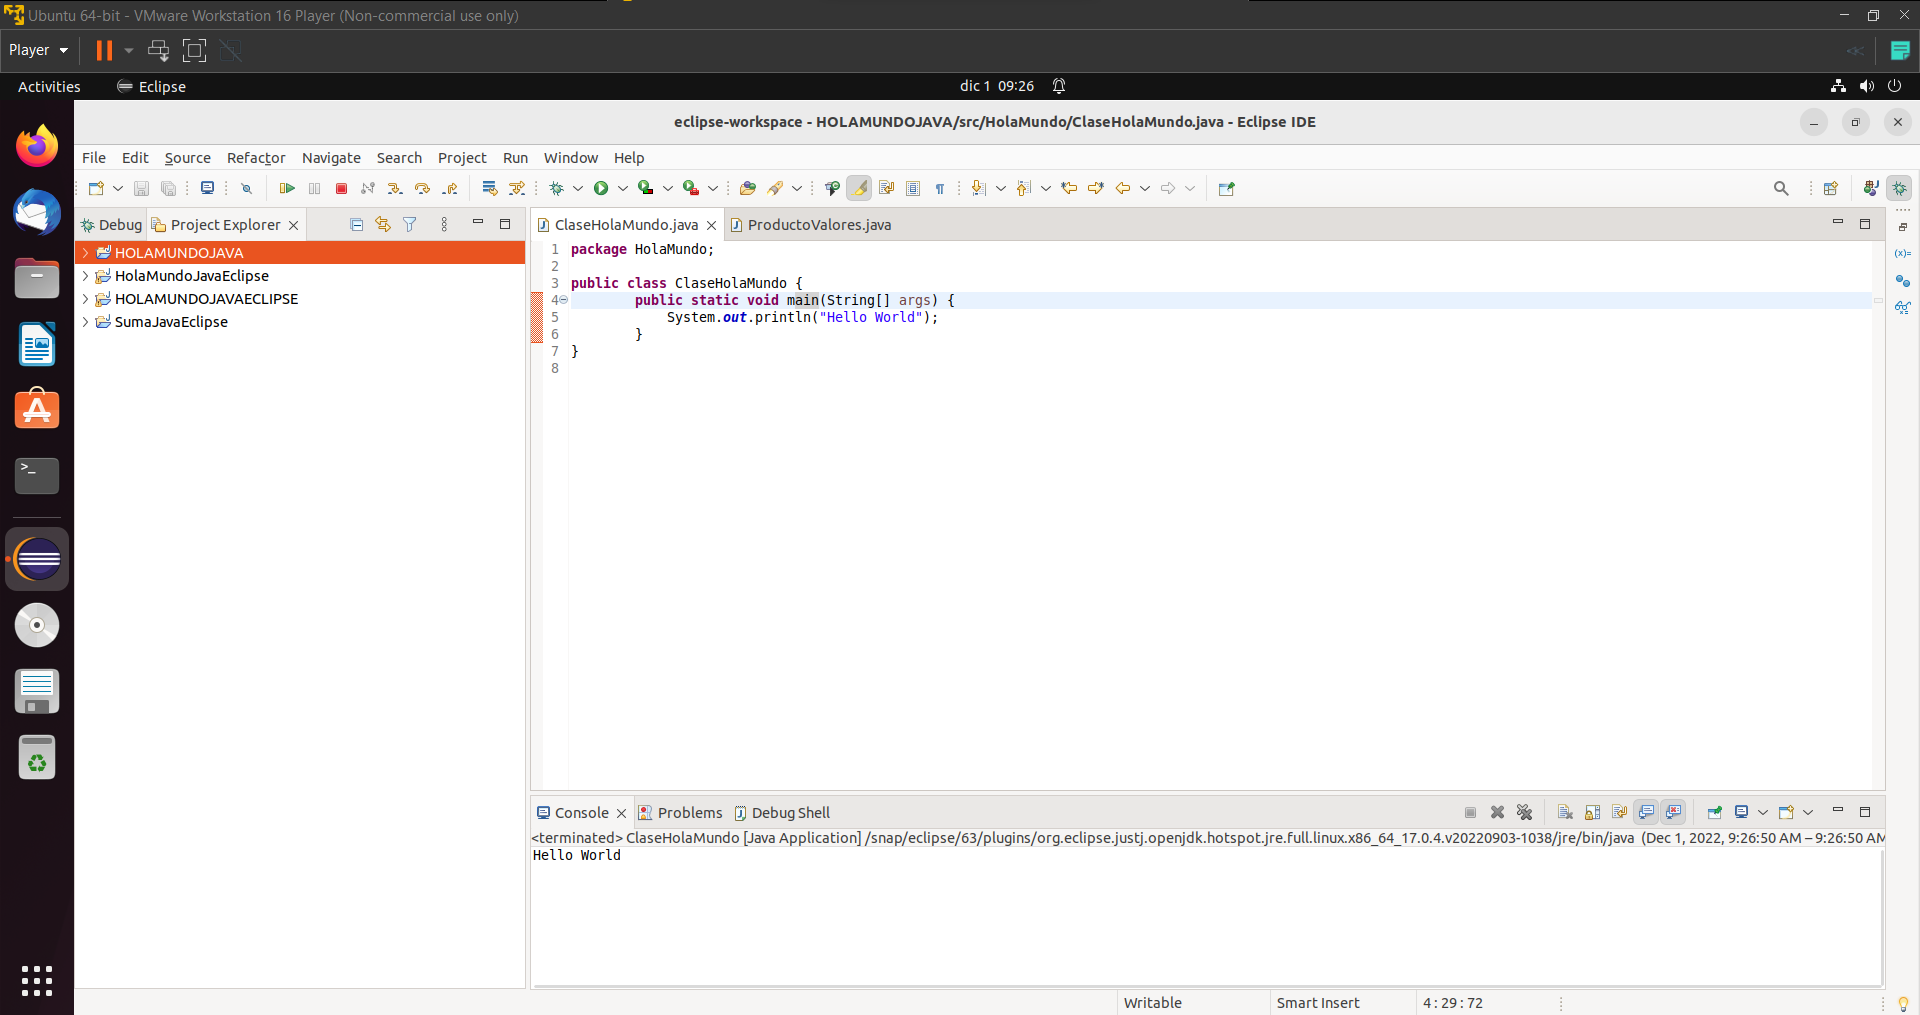 Ubuntu 64-bit - VMware Workstation 16 Player (Non-commercial use only)
Player
Activities Eclipse dic 1 09:26
eclipse-workspace - HOLAMUNDOJAVA/src/HolaMundo/ClaseHolaMundo.java - Eclipse IDE
File Edit Source Refactor Navigate Search Project Run Window Help
Debug Project Explorer
HOLAMUNDOJAVA
HolaMundoJavaEclipse
HOLAMUNDOJAVAECLIPSE
SumaJavaEclipse
ClaseHolaMundo.java ProductoValores.java
1 package HolaMundo;
2
3 public class ClaseHolaMundo {
4 public static void main(String[] args) {
5 System.out.println("Hello World");
6 }
7 }
8
Console Problems Debug Shell
<terminated> ClaseHolaMundo [Java Application] /snap/eclipse/63/plugins/org.eclipse.justj.openjdk.hotspot.jre.full.linux.x86_64_17.0.4.v20220903-1038/jre/bin/java (Dec 1, 2022, 9:26:50 AM – 9:26:50 AM
Hello World
Writable Smart Insert 4 : 29 : 72